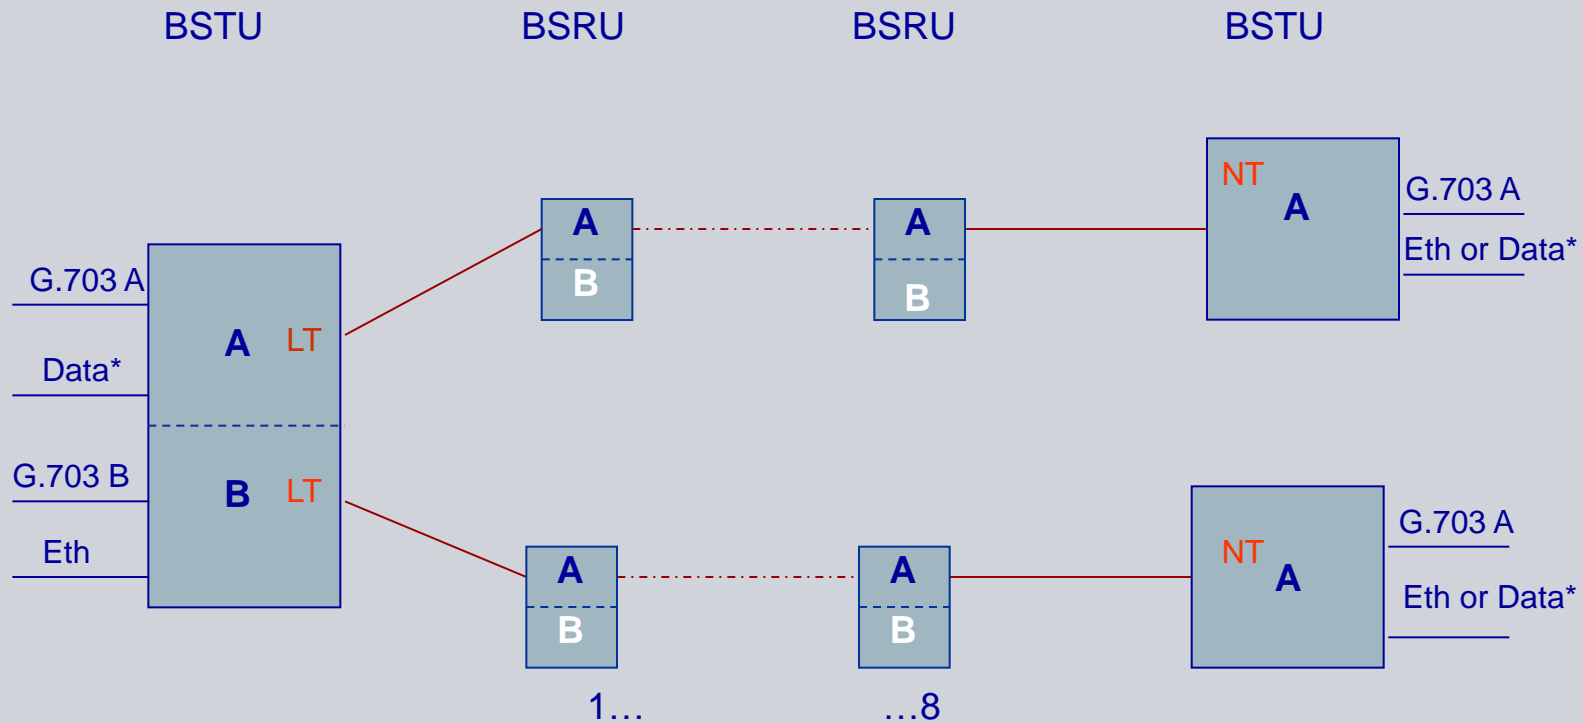 BSTU BSRU BSRU BSTU
G.703 A
Data*
G.703 B
Eth
A LT
B LT
A
B
A
B
NT
A
G.703 A
Eth or Data*
A
B
A
B
NT
A
G.703 A
Eth or Data*
1... ...8